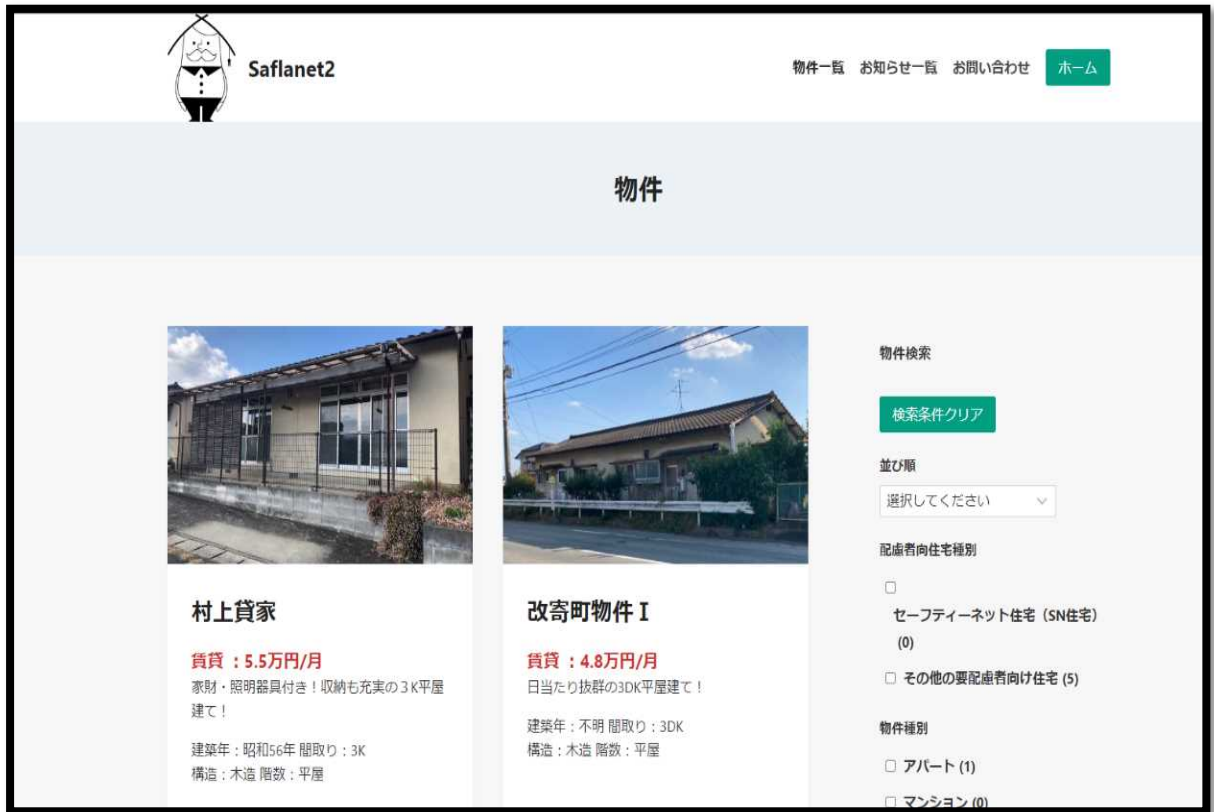 Saflanet2
物件一覧 お知らせ一覧 お問い合わせ ホーム
物件
村上貸家
賃貸 : 5.5万円/月
家財・照明器具付き!収納も充実の3K平屋
建て!
建築年:昭和56年 間取り:3K
構造:木造 階数:平屋
改寄町物件 I
賃貸 : 4.8万円/月
日当たり抜群の3DK平屋建て!
建築年:不明 間取り:3DK
構造:木造 階数:平屋
物件検索
検索条件クリア
並び順
選択してください
配慮者向住宅種別
セーフティーネット住宅(SN住宅)
(0)
その他の要配慮者向け住宅 (5)
物件種別
アパート (1)
マンション (0)